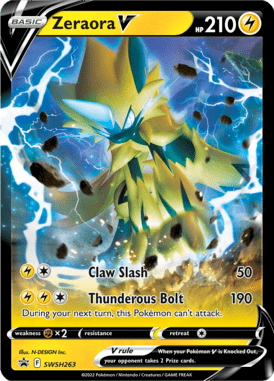 BASIC Zeraora V HP 210
Claw Slash 50
Thunderous Bolt 190
During your next turn, this Pokémon can't attack.
weakness ×2 resistance retreat
Illus. N-DESIGN Inc.
F SWSH263
V rule
When your Pokémon V is Knocked Out,
your opponent takes 2 Prize cards.
©2022 Pokémon / Nintendo / Creatures / GAME FREAK